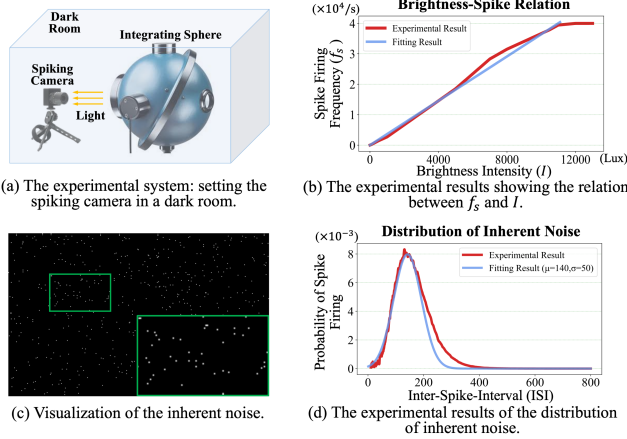 Dark
Room
Integrating Sphere
Spiking
Camera
Light
(a) The experimental system: setting the
spiking camera in a dark room.
Brightness-Spike Relation
(×10⁴/s)
Experimental Result
Fitting Result
Spike Firing
Frequency (fₛ)
4
3
2
1
0
0 4000 8000 12000 (Lux)
Brightness Intensity (I)
(b) The experimental results showing the relation
between fₛ and I.
(c) Visualization of the inherent noise.
Distribution of Inherent Noise
(×10⁻³)
Experimental Result
Fitting Result (μ=140,σ=50)
Probability of Spike
Firing
8
6
4
2
0
0 200 400 600 800
Inter-Spike-Interval (ISI)
(d) The experimental results of the distribution
of inherent noise.